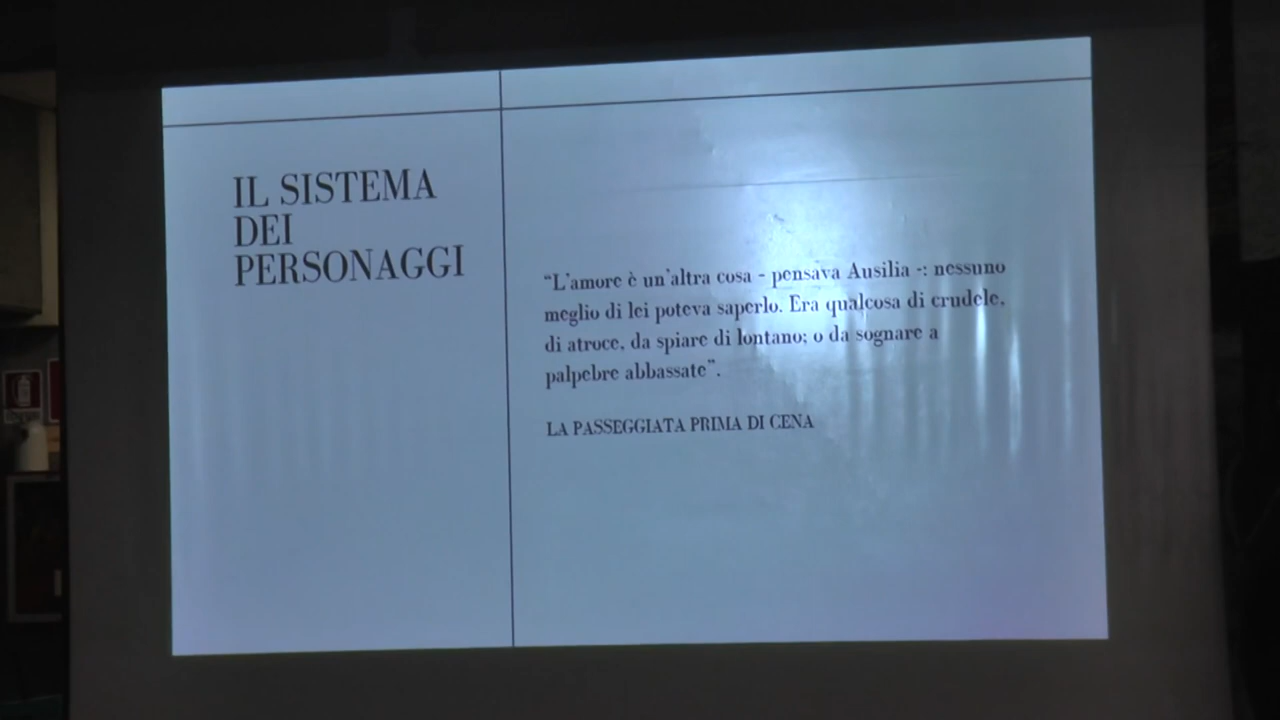 IL SISTEMA
DEI
PERSONAGGI
“L'amore è un'altra cosa - pensava Ausilia -: nessuno
meglio di lei poteva saperlo. Era qualcosa di crudele,
di atroce, da spiare di lontano; o da sognare a
palpebre abbassate”.
LA PASSEGGIATA PRIMA DI CENA